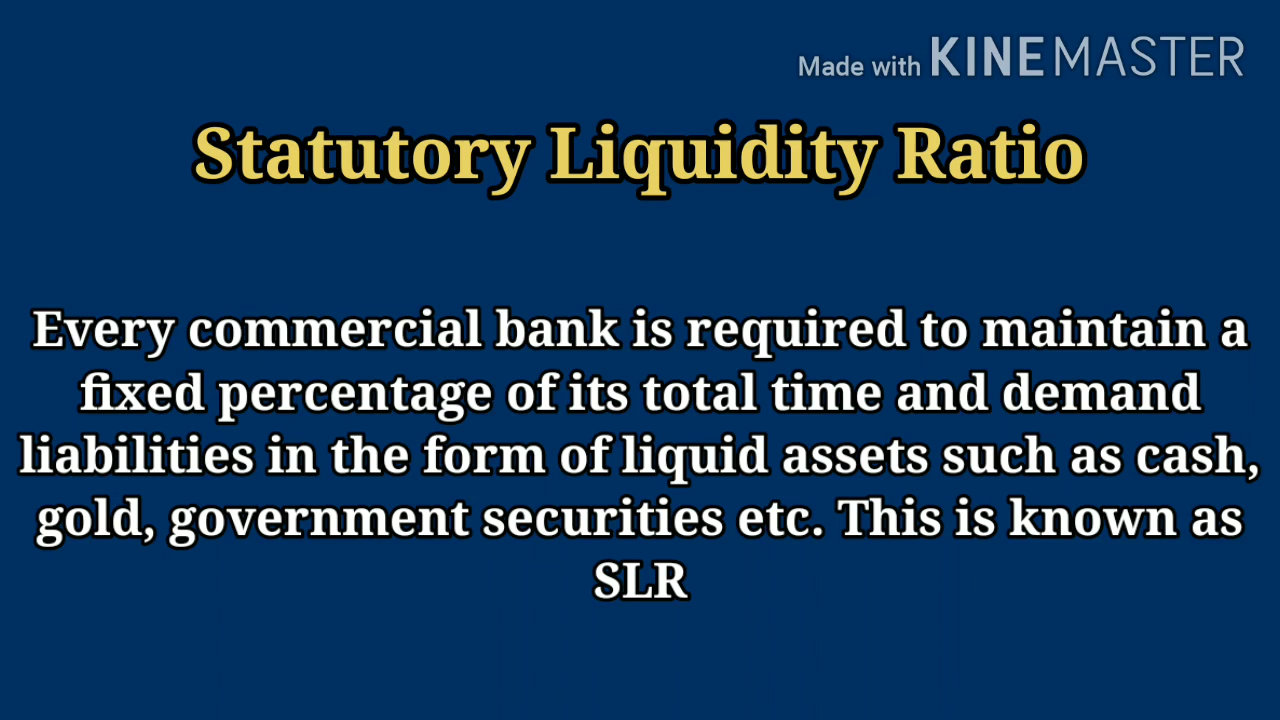 Made with KINEMASTER
Statutory Liquidity Ratio
Every commercial bank is required to maintain a
fixed percentage of its total time and demand
liabilities in the form of liquid assets such as cash,
gold, government securities etc. This is known as
SLR